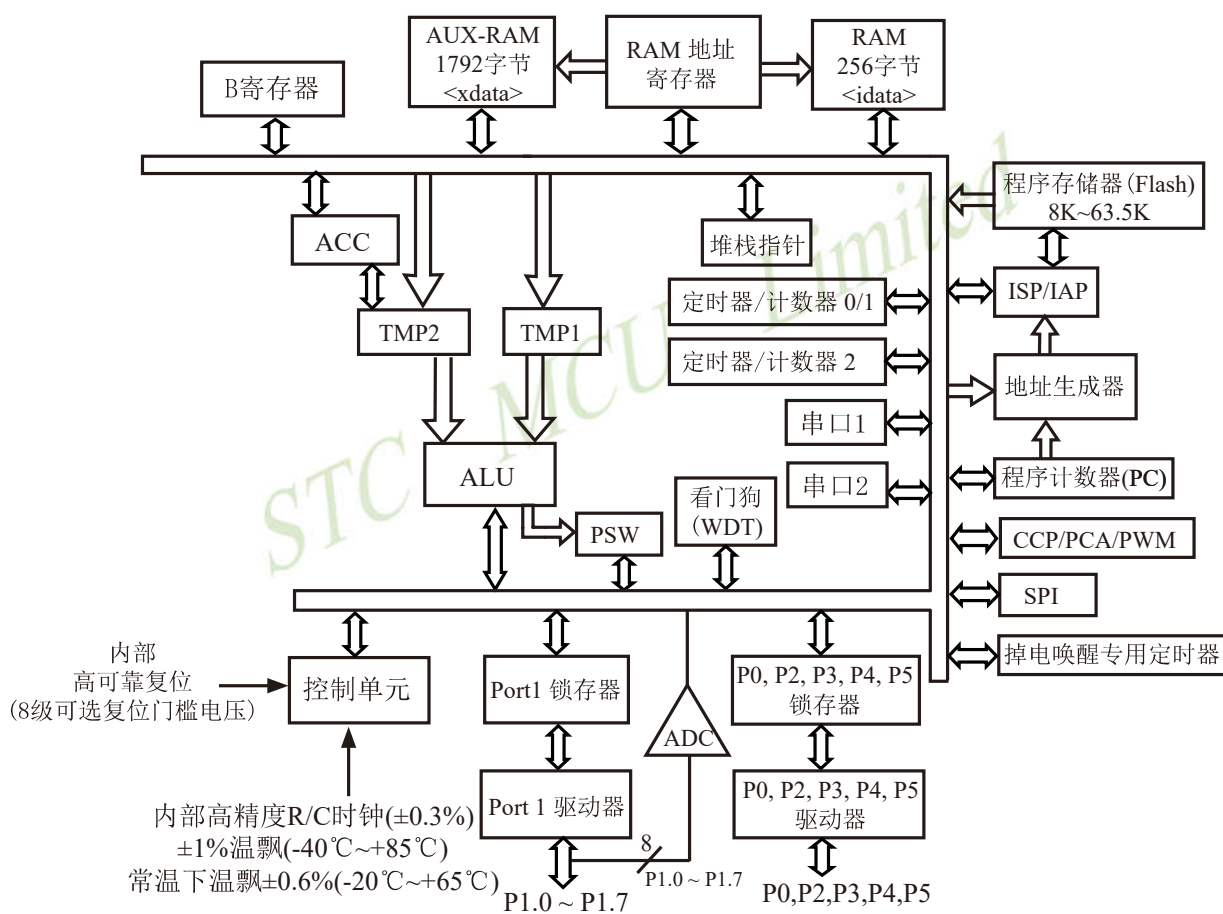 AUX-RAM
1792字节
<xdata>
RAM 地址
寄存器
RAM
256字节
<idata>
B寄存器
程序存储器(Flash)
8K~63.5K
ACC
堆栈指针
ISP/IAP
定时器/计数器 0/1
TMP2
TMP1
定时器/计数器 2
地址生成器
串口1
ALU
串口2
程序计数器(PC)
看门狗
(WDT)
PSW
CCP/PCA/PWM
SPI
掉电唤醒专用定时器
内部
高可靠复位
(8级可选复位门槛电压)
控制单元
Port1 锁存器
P0, P2, P3, P4, P5
锁存器
ADC
Port 1 驱动器
P0, P2, P3, P4, P5
驱动器
内部高精度R/C时钟(±0.3%)
±1%温飘(-40℃~+85℃)
常温下温飘±0.6%(-20℃~+65℃)
8
P1.0 ~ P1.7
P1.0 ~ P1.7
P0,P2,P3,P4,P5
STC MCU Limited